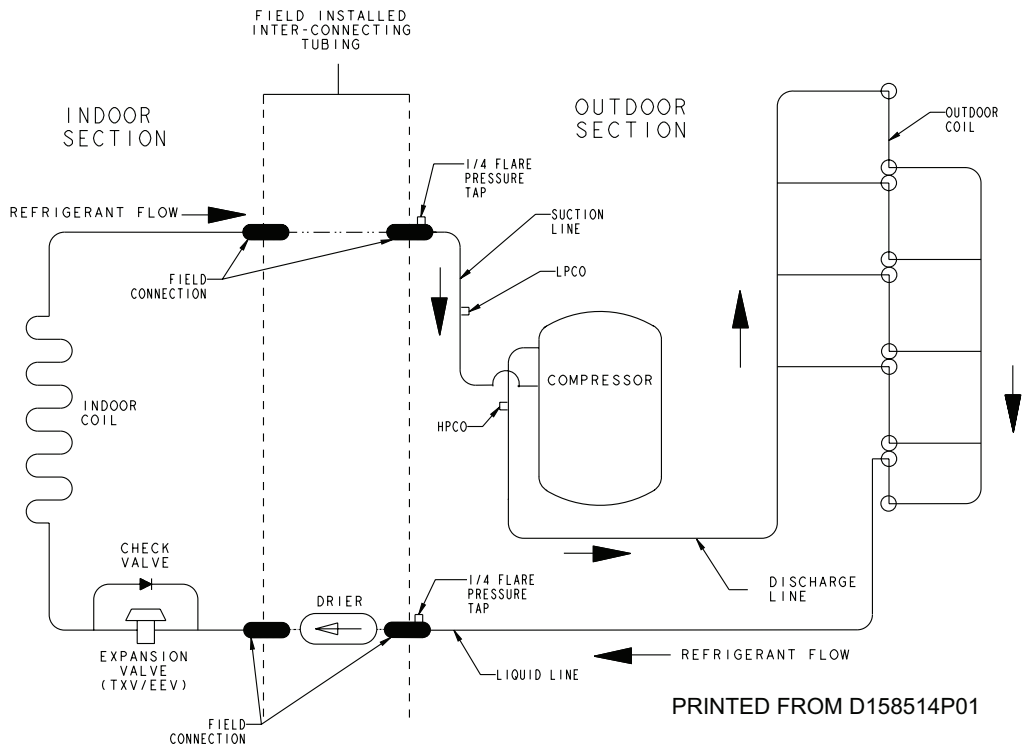 FIELD INSTALLED
INTER-CONNECTING
TUBING
INDOOR
SECTION
OUTDOOR
SECTION
OUTDOOR
COIL
1/4 FLARE
PRESSURE
TAP
REFRIGERANT FLOW
SUCTION
LINE
FIELD
CONNECTION
LPCO
COMPRESSOR
INDOOR
COIL
HPCO
CHECK
VALVE
DRIER
1/4 FLARE
PRESSURE
TAP
DISCHARGE
LINE
EXPANSION
VALVE
(TXV/EEV)
LIQUID LINE
REFRIGERANT FLOW
FIELD
CONNECTION
PRINTED FROM D158514P01